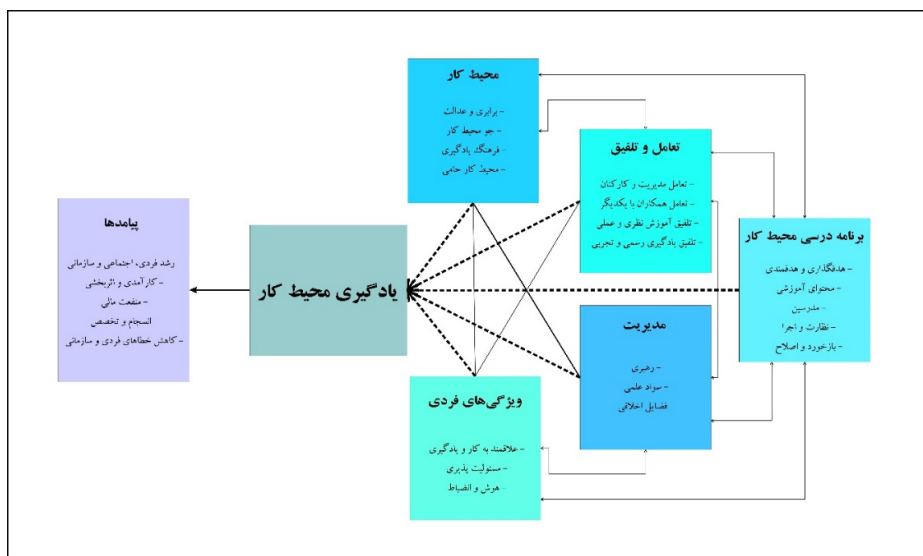 محیط کار
- برابری و عدالت
- جو محیط کار
- فرهنگ یادگیری
- محیط کار حامی
تعامل و تلفیق
- تعامل مدیریت و کارکنان
- تعامل همکاران با یکدیگر
- تلفیق آموزش نظری و عملی
- تلفیق یادگیری رسمی و تجربی
برنامه درسی محیط کار
- هدفگذاری و هدفمندی
- محتوای آموزشی
- مدرسین
- نظارت و اجرا
- بازخورد و اصلاح
مدیریت
- رهبری
- سواد علمی
فضایل اخلاقی
ویژگی‌های فردی
- علاقمند به کار و یادگیری
- مسئولیت پذیری
- هوش و انضباط
یادگیری محیط کار
پیامدها
رشد فردی، اجتماعی و سازمانی
- کارآمدی و اثربخشی
- منفعت مالی
انسجام و تخصص
- کاهش خطاهای فردی و سازمانی